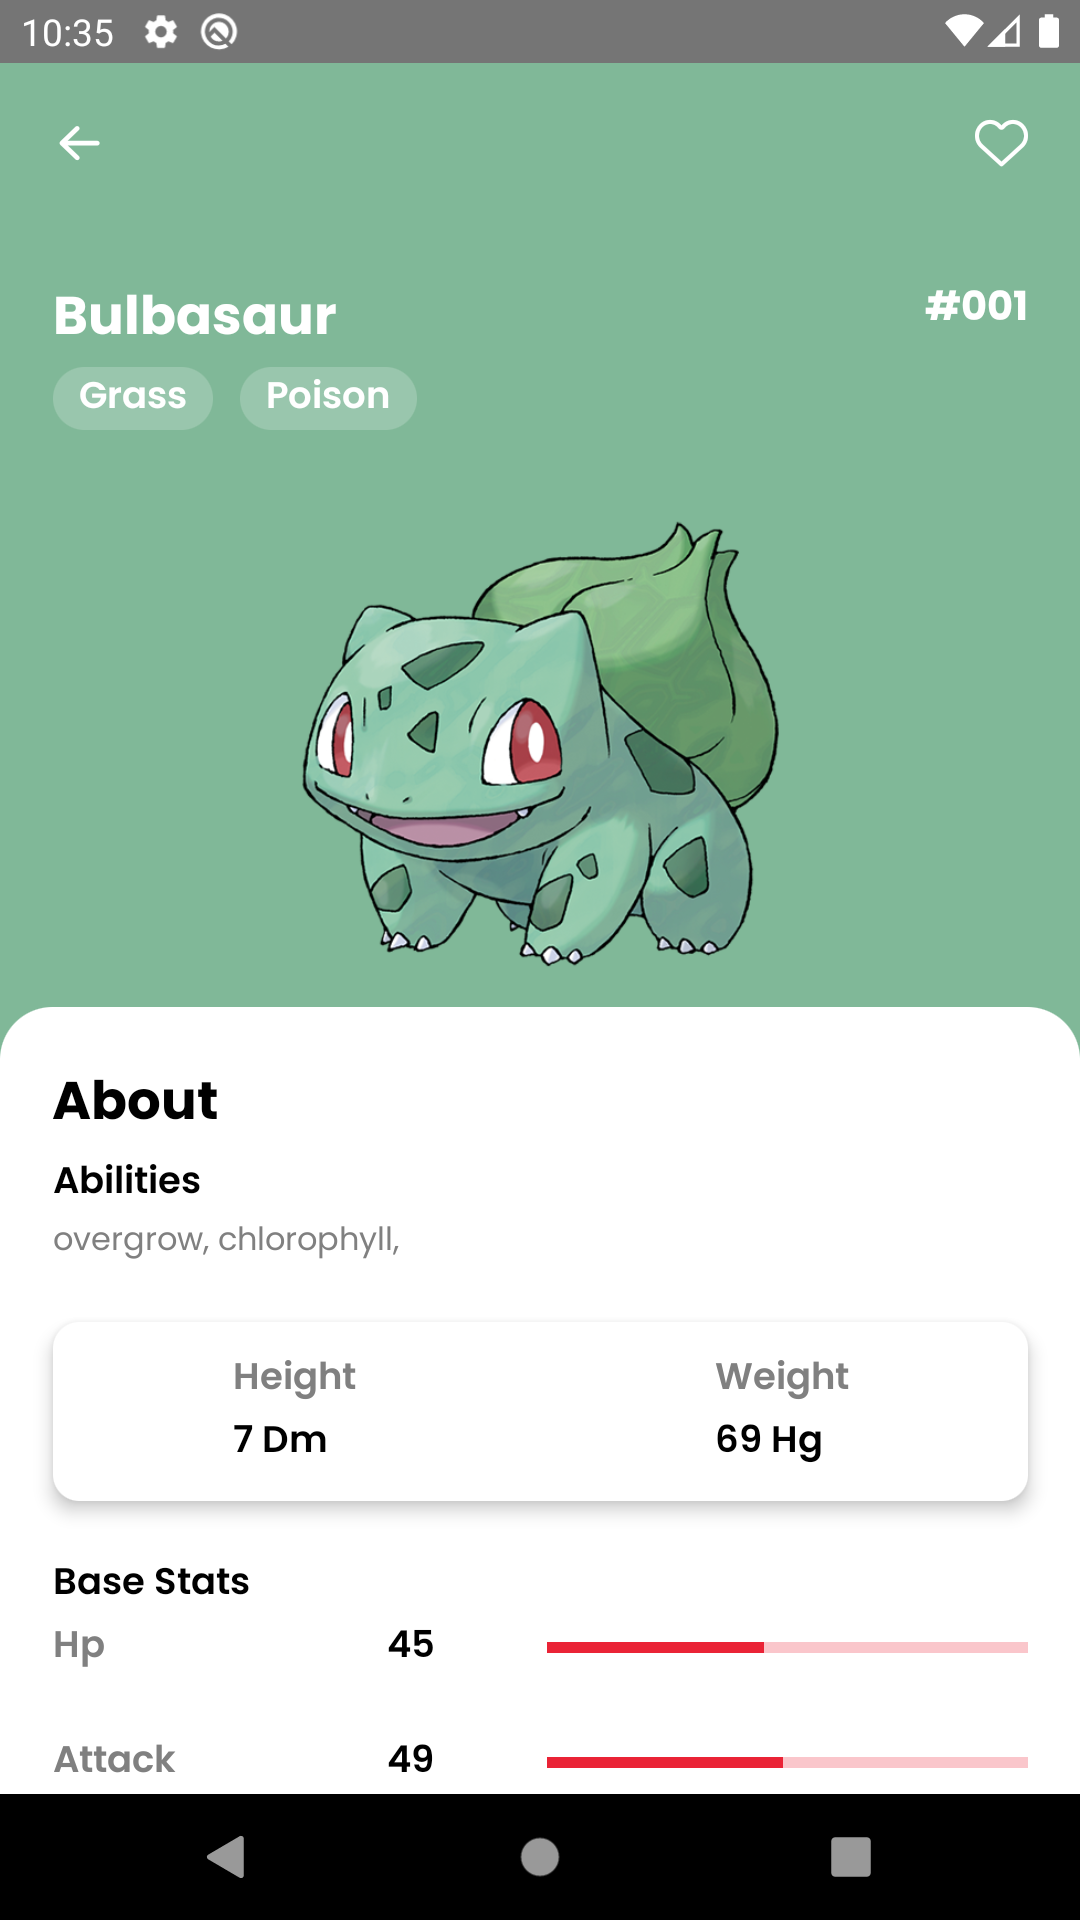 10:35
Bulbasaur
#001
Grass Poison
About
Abilities
overgrow, chlorophyll,
Height Weight
7 Dm 69 Hg
Base Stats
Hp 45
Attack 49